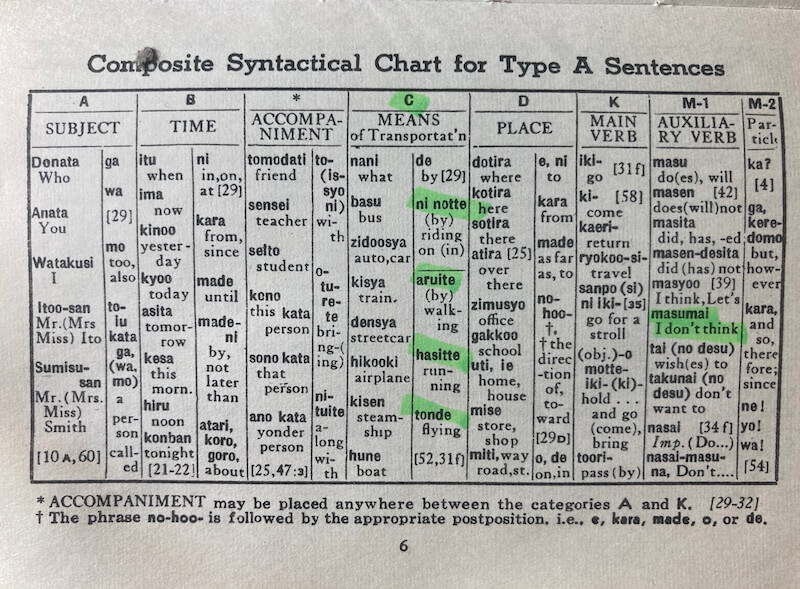 Composite Syntactical Chart for Type A Sentences
A
SUBJECT
Donata
Who
Anata
You
Watakusi
I
Itoo-san
Mr.(Mrs
Miss) Ito
Sumisu-
san
Mr. (Mrs.
Miss)
Smith
[10 A, 60]
ga
wa
[29]
mo
too,
also
to-
iu
kata
ga,
(wa,
mo)
a
per-
son
call-
ed
B
TIME
itu
when
ima
now
kinoo
yester-
day
kyoo
today
asita
tomor-
row
kesa
this
morn.
hiru
noon
konban
tonight
[21-22]
ni
in,on,
at [29]
kara
from,
since
made
until
made-
ni
by,
not
later
than
atari,
koro,
goro,
about
*
ACCOMPA-
NIMENT
tomodati
friend
sensei
teacher
seito
student
kono
this kata
person
sono kata
that
person
ano kata
yonder
person
[25,47:3]
to-
(is-
syo
ni)
wi-
th
o-
tu-
re-
te
bri-
ng-(
ing)
ni-
tuite
a-
long
wi-
th
C
MEANS
of Transportat'n
nani
what
basu
bus
zidoosya
auto,car
kisya
train.
densya
streetcar
hikooki
airplane
kisen
steam-
ship
hune
boat
de
by [29]
ni notte
(by)
riding
on (in)
aruite
(by)
walk-
ing
hasitte
run-
ning
tonde
flying
[52,31f]
D
PLACE
dotira
where
kotira
here
sotira
there
atira [25]
over
there
zimusyo
office
gakkoo
school
uti, ie
home,
house
mise
store,
shop
miti, way
road,st.
e, ni
to
kara
from
made
as far
as, to
no-
hoo-
†.
† the
direc
-tion
of,
to-
ward
[29D]
o, de
on,in
K
MAIN
VERB
iki-
go [31f]
ki- [58]
come
kaeri-
return
ryokoo-si-
travel
sanpo (si)
ni iki-[35]
go for a
stroll
(obj.)-o
motte-
iki-(ki)-
hold . . .
and go
(come),
bring
toori-
pass (by)
M-1
AUXILIA-
RY VERB
masu
do(es), will
masen [42]
does(will)not
masita
did, has, -ed
masen-desita
did (has) not
masyoo [39]
I think,Let's
masumai
I don't think
tai (no desu)
wish(es) to
takunai (no
desu) don't
want to
nasai [34 f]
Imp. (Do...)
nasai-masu-
na, Don't....
M-2
Par-
ticle
ka?
[4]
ga,
kere-
domo
but,
how-
ever
kara,
and
so,
there
fore;
since
ne!
yo!
wa!
[54]
* ACCOMPANIMENT may be placed anywhere between the categories A and K. [29-32]
† The phrase no-hoo- is followed by the appropriate postposition. i.e., e, kara, made, o, or de.
6